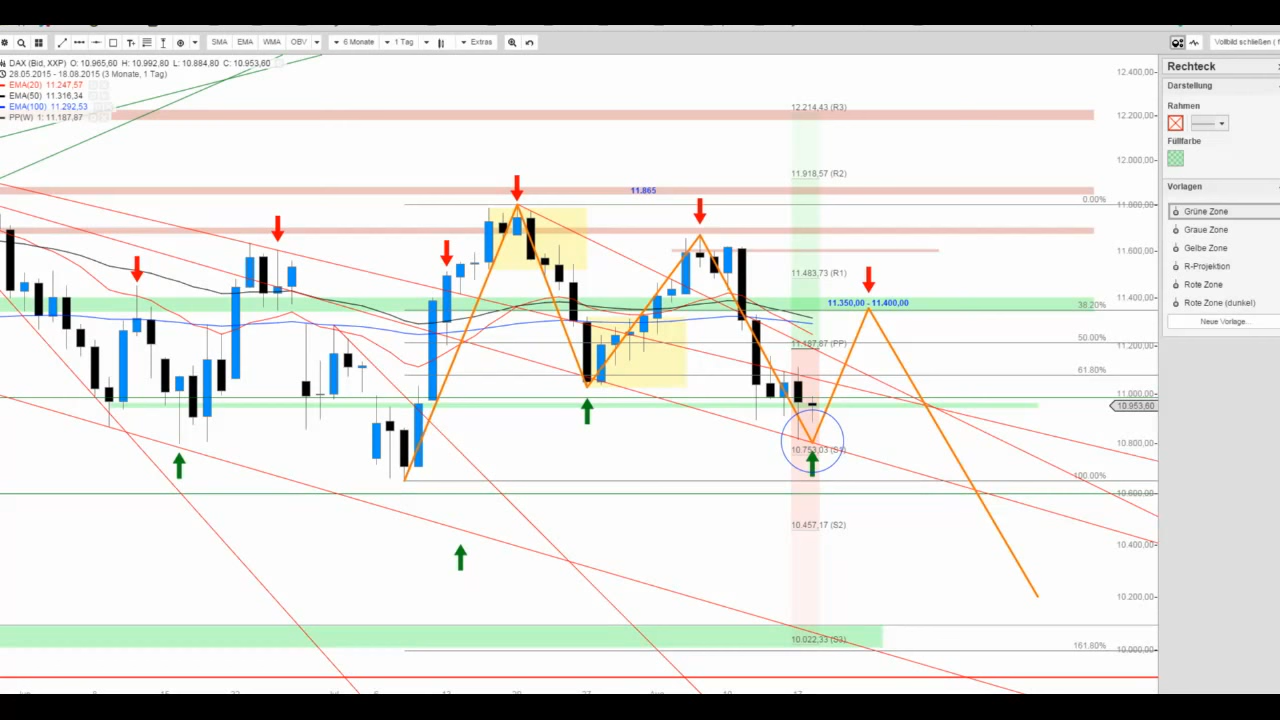 SMA EMA WMA OBV 6 Monate 1 Tag Extras
Vollbild schließen ( f
DAX (Bid, XXP) O: 10.965,60 H: 10.992,80 L: 10.884,80 C: 10.953,60
28.05.2015 - 18.08.2015 (3 Monate, 1 Tag)
EMA(20) 11.247,57
EMA(50) 11.316,34
EMA(100) 11.292,53
PP(W) 1: 11.187,87
12.214,43 (R3)
11.918,57 (R2)
11.865
0.00%
11.483,73 (R1)
11.350,00 - 11.400,00
38.20%
50.00%
11.187,87 (PP)
61.80%
10.753,03 (S1)
100.00%
10.457,17 (S2)
10.022,33 (S3)
161.80%
12.400,00
12.200,00
12.000,00
11.800,00
11.600,00
11.400,00
11.200,00
11.000,00
10.953,60
10.800,00
10.600,00
10.400,00
10.200,00
10.000,00
Rechteck
Darstellung
Rahmen
Füllfarbe
Vorlagen
Grüne Zone
Graue Zone
Gelbe Zone
R-Projektion
Rote Zone
Rote Zone (dunkel)
Neue Vorlage...